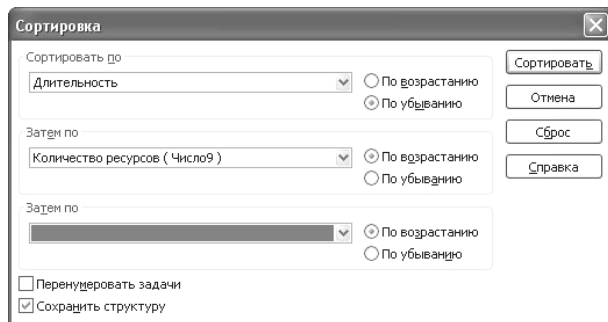 Сортировка
Сортировать по
Длительность
По возрастанию
По убыванию
Сортировать
Отмена
Сброс
Справка
Затем по
Количество ресурсов ( Число9 )
По возрастанию
По убыванию
Затем по
По возрастанию
По убыванию
Перенумеровать задачи
Сохранить структуру